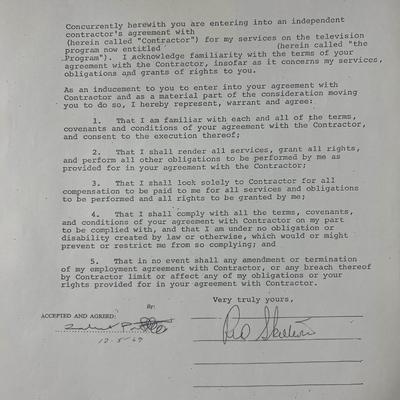 Concurrently herewith you are entering into an independent
contractor's agreement with
(herein called "Contractor") for my services on the television
program now entitled (herein called "the
Program"). I acknowledge familiarity with the terms of your
agreement with the Contractor, insofar as it concerns my services,
obligations and grants of rights to you.
As an inducement to you to enter into your agreement with
Contractor and as a material part of the consideration moving
you to do so, I hereby represent, warrant and agree:
1. That I am familiar with each and all of the terms,
covenants and conditions of your agreement with the Contractor,
and consent to the execution thereof;
2. That I shall render all services, grant all rights,
and perform all other obligations to be performed by me as
provided for in your agreement with the Contractor;
3. That I shall look solely to Contractor for all
compensation to be paid to me for all services and obligations
to be performed and all rights to be granted by me;
4. That I shall comply with all the terms, covenants,
and conditions of your agreement with Contractor on my part
to be complied with, and that I am under no obligation or
disability created by law or otherwise, which would or might
prevent or restrict me from so complying; and
5. That in no event shall any amendment or termination
of my employment agreement with Contractor, or any breach thereof
by Contractor limit or affect any of my obligations or your
rights provided for in your agreement with Contractor.
Very truly yours,
By:
ACCEPTED AND AGREED:
12-5-69